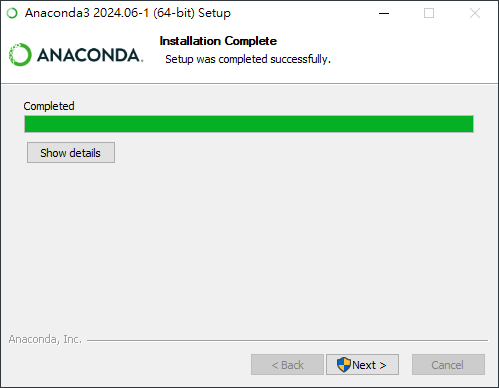 Anaconda3 2024.06-1 (64-bit) Setup
ANACONDA.
Installation Complete
Setup was completed successfully.
Completed
Show details
Anaconda, Inc.
< Back
Next >
Cancel